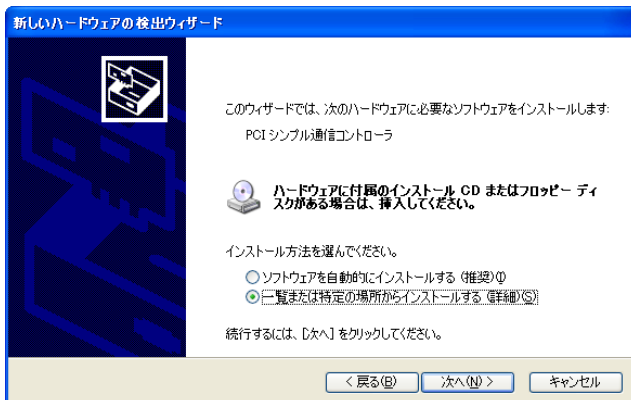 新しいハードウェアの検出ウィザード
このウィザードでは、次のハードウェアに必要なソフトウェアをインストールします:
PCI シンプル通信コントローラ
ハードウェアに付属のインストール CD またはフロッピー ディ
スクがある場合は、挿入してください。
インストール方法を選んでください。
ソフトウェアを自動的にインストールする (推奨)(I)
一覧または特定の場所からインストールする (詳細)(S)
続行するには、[次へ] をクリックしてください。
< 戻る(B) 次へ(N) > キャンセル